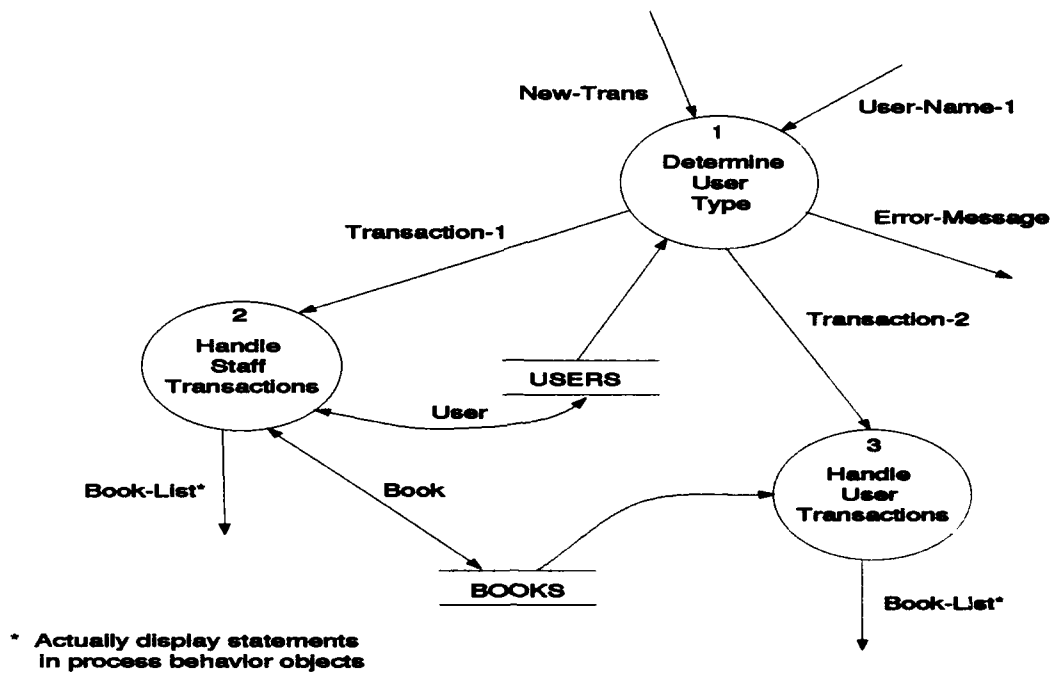 New-Trans
User-Name-1
1
Determine
User
Type
Error-Message
Transaction-1
Transaction-2
2
Handle
Staff
Transactions
USERS
User
3
Handle
User
Transactions
Book-List*
Book
BOOKS
Book-List*
* Actually display statements
in process behavior objects